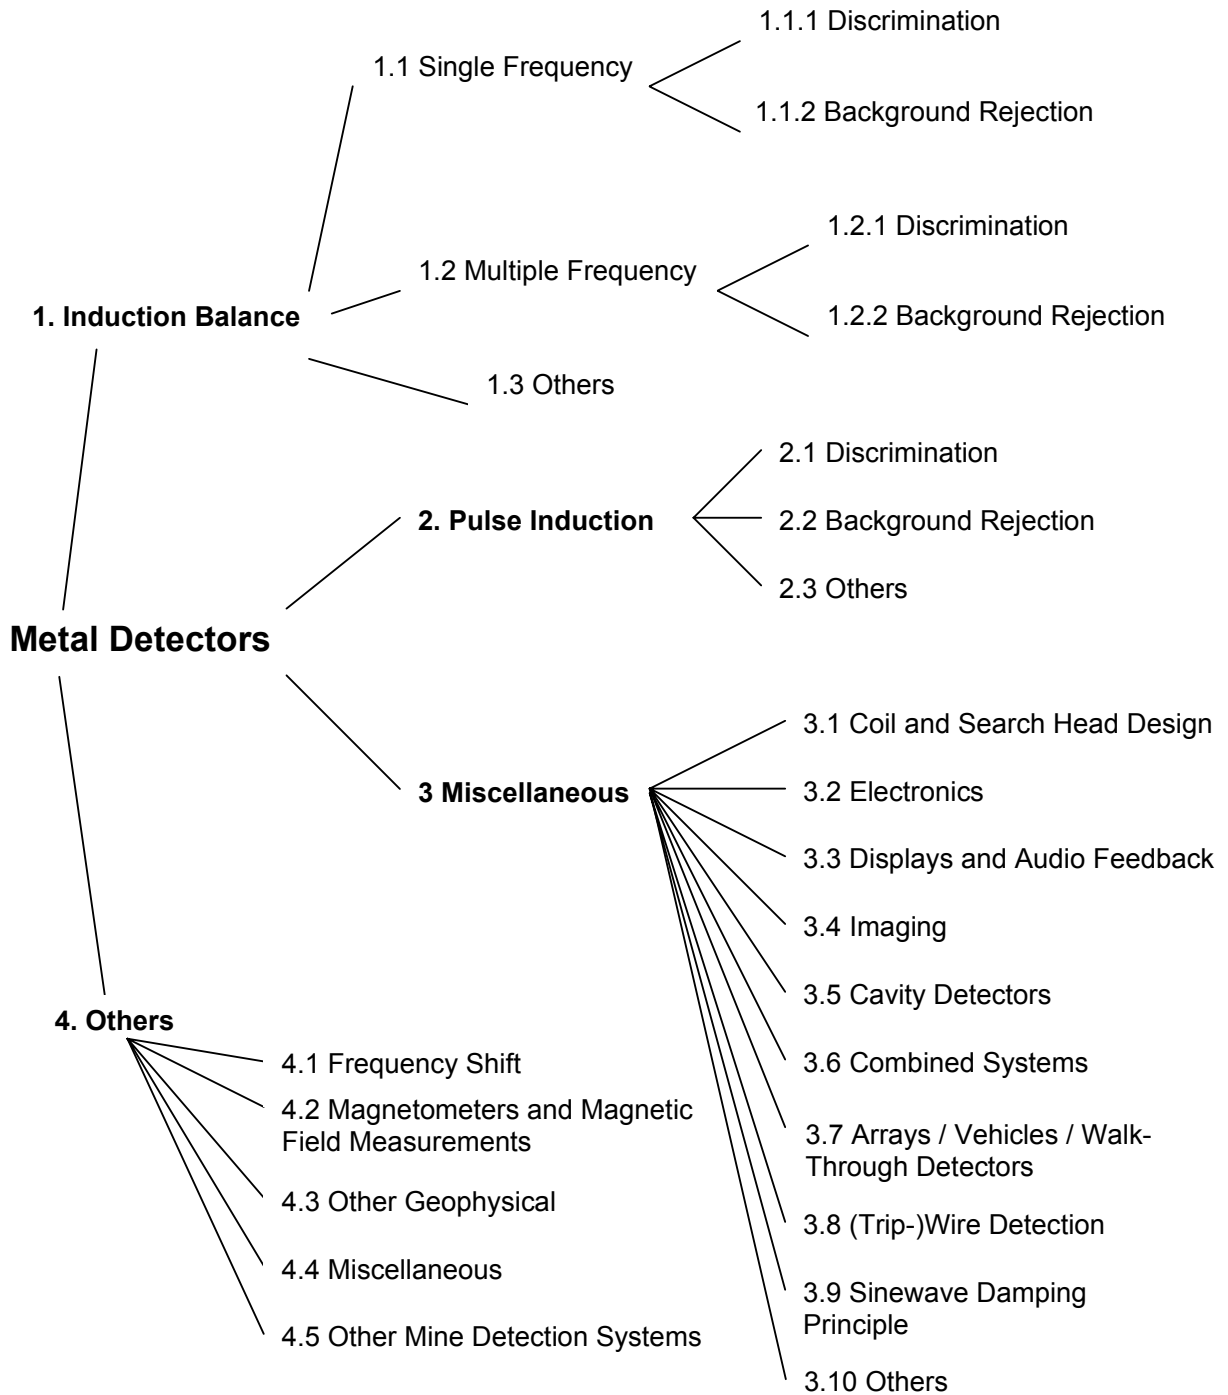 1.1.1 Discrimination
1.1 Single Frequency
1.1.2 Background Rejection
1.2.1 Discrimination
1.2 Multiple Frequency
1. Induction Balance
1.2.2 Background Rejection
1.3 Others
2.1 Discrimination
2. Pulse Induction
2.2 Background Rejection
2.3 Others
Metal Detectors
3.1 Coil and Search Head Design
3 Miscellaneous
3.2 Electronics
3.3 Displays and Audio Feedback
3.4 Imaging
3.5 Cavity Detectors
3.6 Combined Systems
3.7 Arrays / Vehicles / Walk-
Through Detectors
3.8 (Trip-)Wire Detection
3.9 Sinewave Damping
Principle
3.10 Others
4. Others
4.1 Frequency Shift
4.2 Magnetometers and Magnetic
Field Measurements
4.3 Other Geophysical
4.4 Miscellaneous
4.5 Other Mine Detection Systems